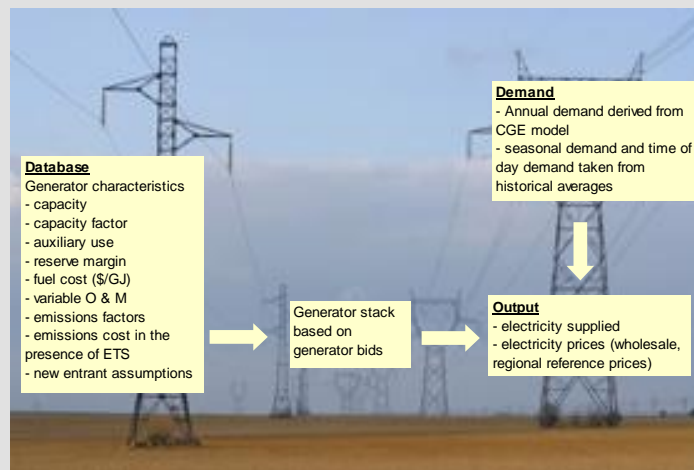 Database
Generator characteristics
- capacity
- capacity factor
- auxiliary use
- reserve margin
- fuel cost ($/GJ)
- variable O & M
- emissions factors
- emissions cost in the
presence of ETS
- new entrant assumptions
Generator stack
based on
generator bids
Demand
- Annual demand derived from
CGE model
- seasonal demand and time of
day demand taken from
historical averages
Output
- electricity supplied
- electricity prices (wholesale,
regional reference prices)